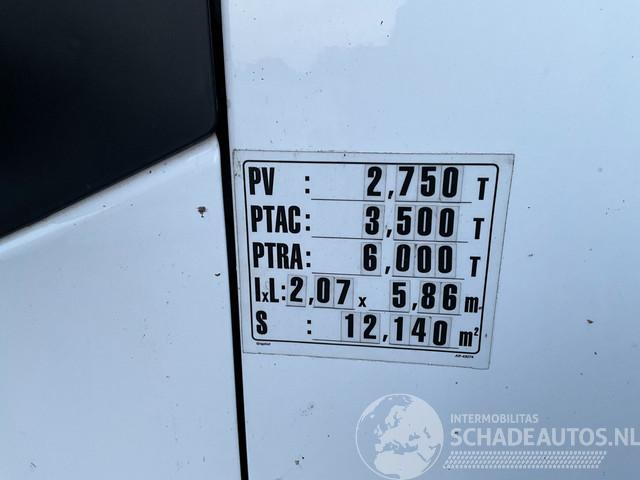 PV : 2,750 T
PTAC: 3,500 T
PTRA: 6,000 T
IxL: 2,07 x 5,86 m
S : 12,140 m²
INTERMOBILITAS
SCHADEAUTOS.NL